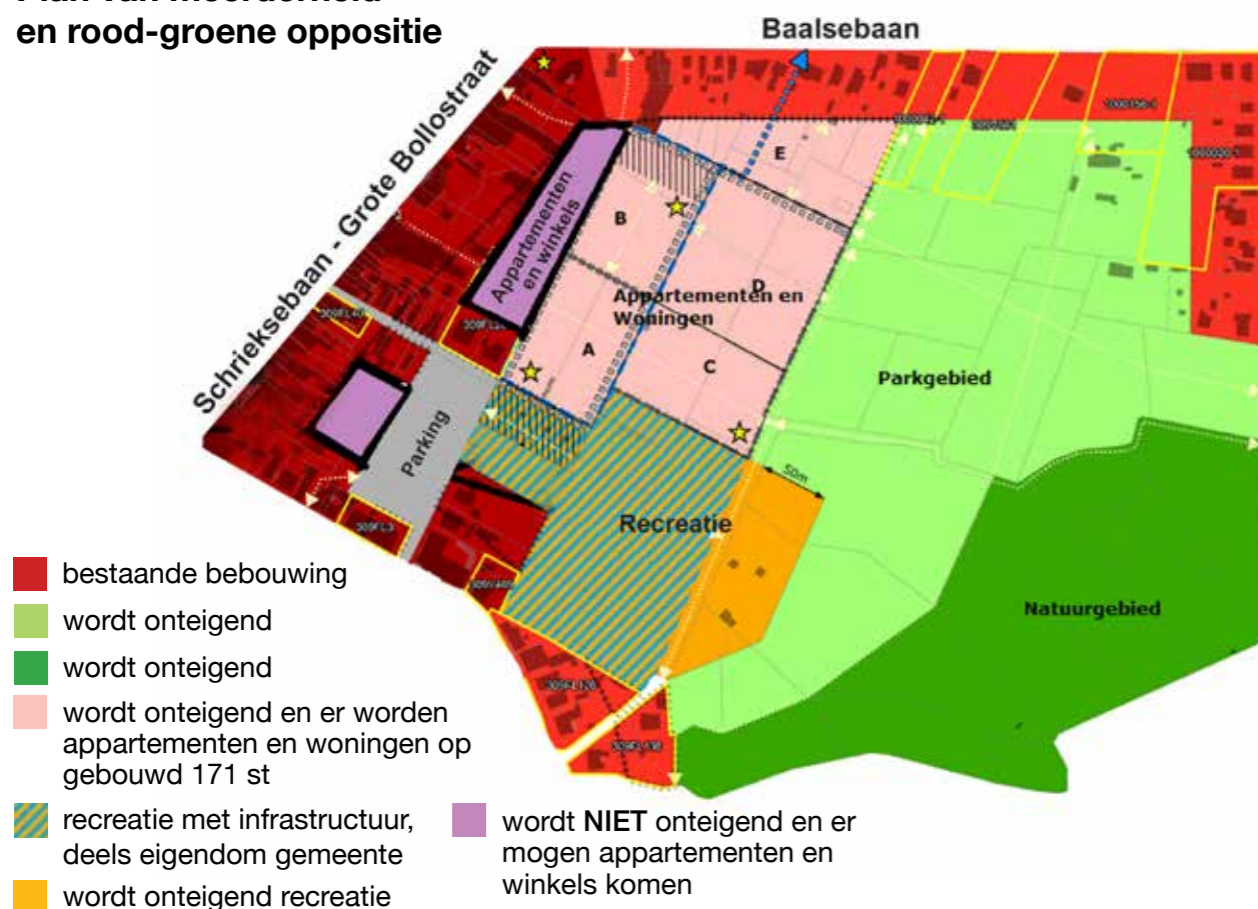 en rood-groene oppositie
Baalsebaan
Schrieksebaan - Grote Bollostraat
Appartementen
en winkels
E
B
D
Appartementen en
Woningen
A
C
Parkgebied
Parking
50m
Recreatie
Natuurgebied
309FL3
bestaande bebouwing
wordt onteigend
wordt onteigend
wordt onteigend en er worden
appartementen en woningen op
gebouwd 171 st
recreatie met infrastructuur,
deels eigendom gemeente
wordt onteigend recreatie
wordt NIET onteigend en er
mogen appartementen en
winkels komen